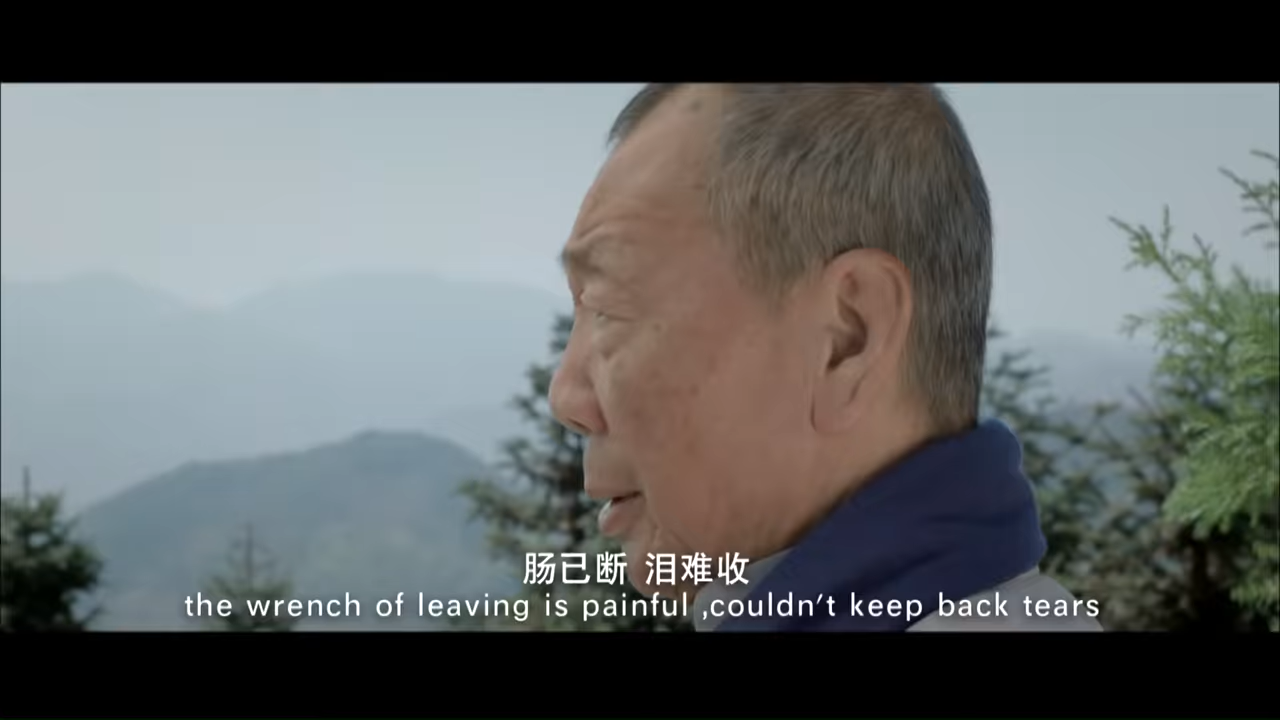 肠已断 泪难收
the wrench of leaving is painful ,couldn't keep back tears